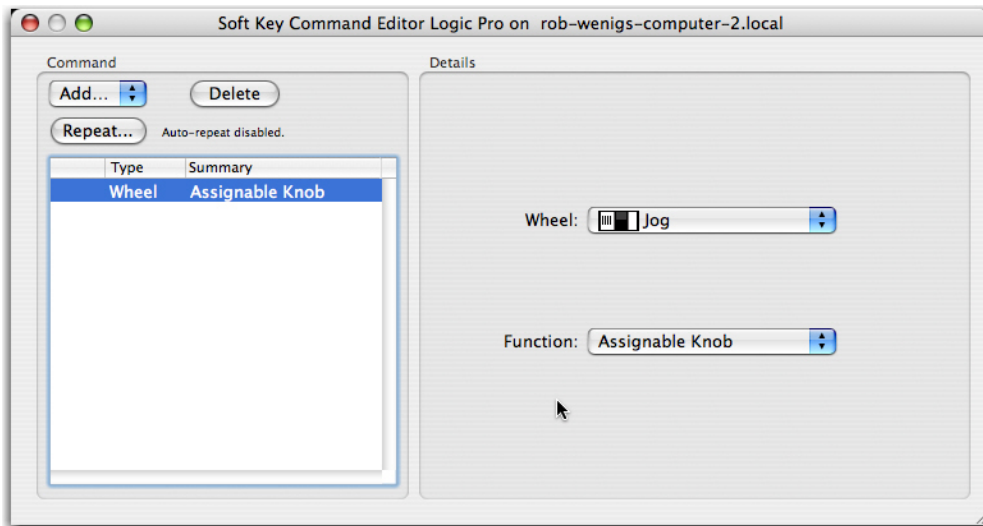 Soft Key Command Editor Logic Pro on rob-wenigs-computer-2.local
Command
Add...
Delete
Repeat...
Auto-repeat disabled.
Type Summary
Wheel Assignable Knob
Details
Wheel: Jog
Function: Assignable Knob